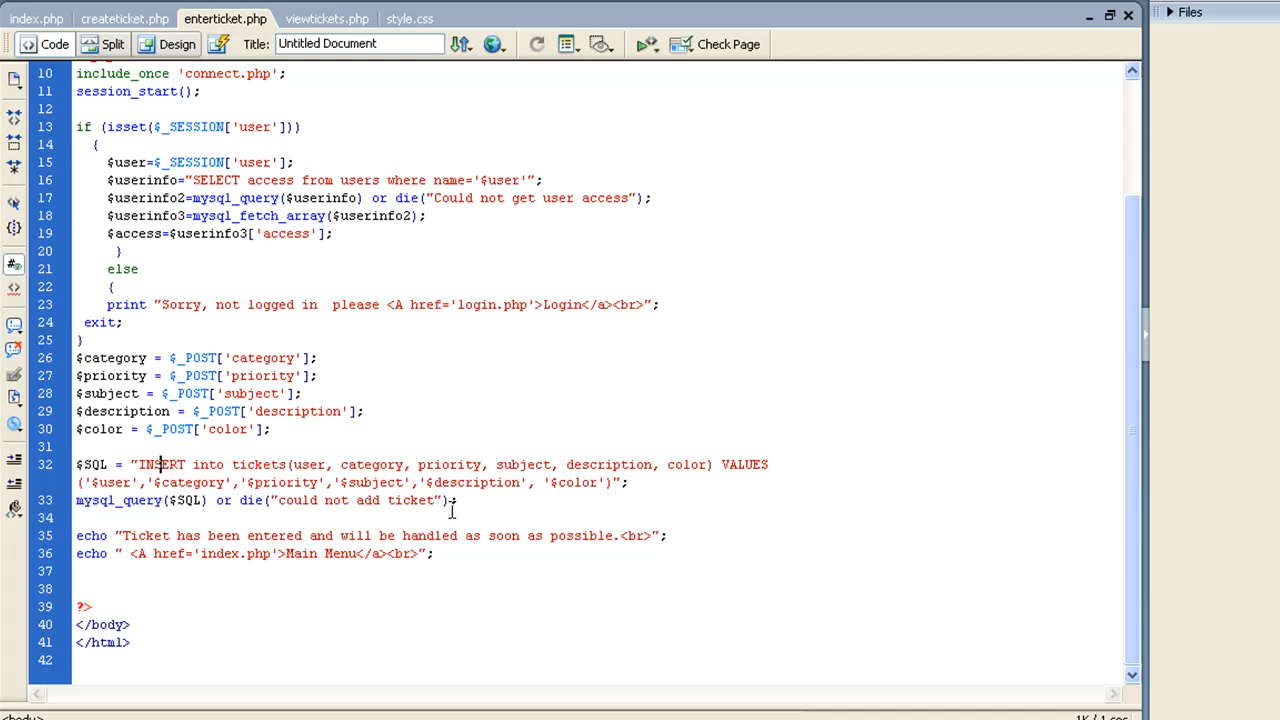 index.php createticket.php enterticket.php viewtickets.php style.css
Files
Code Split Design Title: Untitled Document Check Page
10 include_once 'connect.php';
11 session_start();
12
13 if (isset($_SESSION['user']))
14 {
15 $user=$_SESSION['user'];
16 $userinfo="SELECT access from users where name='$user'";
17 $userinfo2=mysql_query($userinfo) or die("Could not get user access");
18 $userinfo3=mysql_fetch_array($userinfo2);
19 $access=$userinfo3['access'];
20 }
21 else
22 {
23 print "Sorry, not logged in  please <A href='login.php'>Login</a><br>";
24 exit;
25 }
26 $category = $_POST['category'];
27 $priority = $_POST['priority'];
28 $subject = $_POST['subject'];
29 $description = $_POST['description'];
30 $color = $_POST['color'];
31
32 $SQL = "INSERT into tickets(user, category, priority, subject, description, color) VALUES
('$user','$category','$priority','$subject','$description', '$color')";
33 mysql_query($SQL) or die("could not add ticket");
34
35 echo "Ticket has been entered and will be handled as soon as possible.<br>";
36 echo " <A href='index.php'>Main Menu</a><br>";
37
38
39 ?>
40 </body>
41 </html>
42
<body> 1K / 1 sec